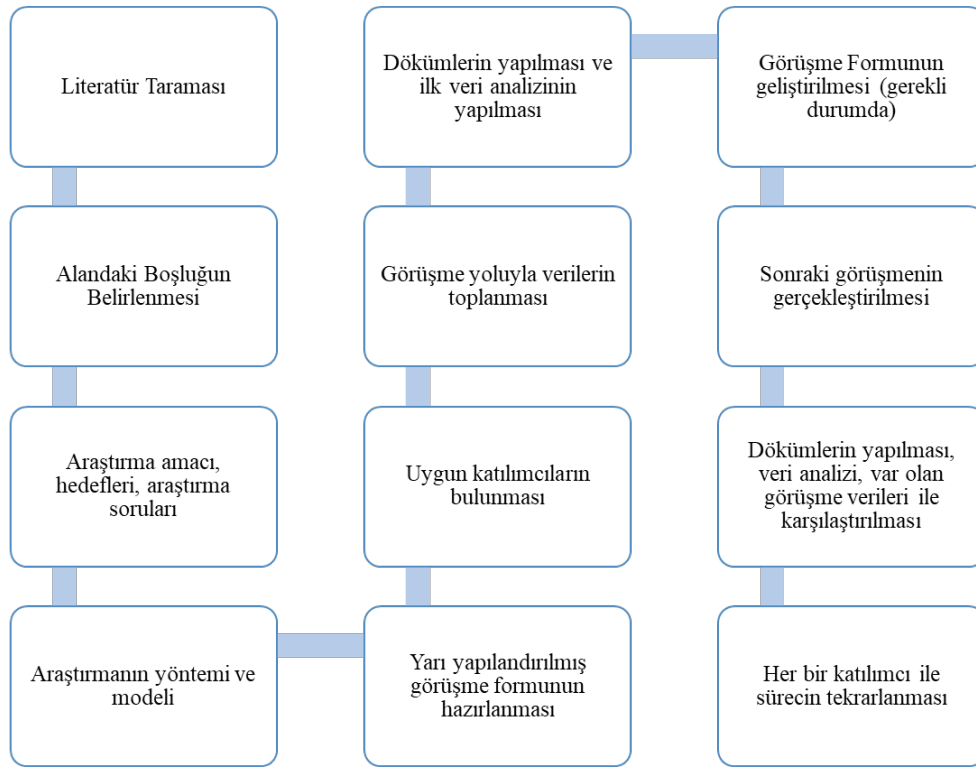 Literatür Taraması
Alandaki Boşluğun
Belirlenmesi
Araştırma amacı,
hedefleri, araştırma
soruları
Araştırmanın yöntemi ve
modeli
Yarı yapılandırılmış
görüşme formunun
hazırlanması
Uygun katılımcıların
bulunması
Görüşme yoluyla verilerin
toplanması
Dökümlerin yapılması ve
ilk veri analizinin
yapılması
Görüşme Formunun
geliştirilmesi (gerekli
durumda)
Sonraki görüşmenin
gerçekleştirilmesi
Dökümlerin yapılması,
veri analizi, var olan
görüşme verileri ile
karşılaştırılması
Her bir katılımcı ile
sürecin tekrarlanması